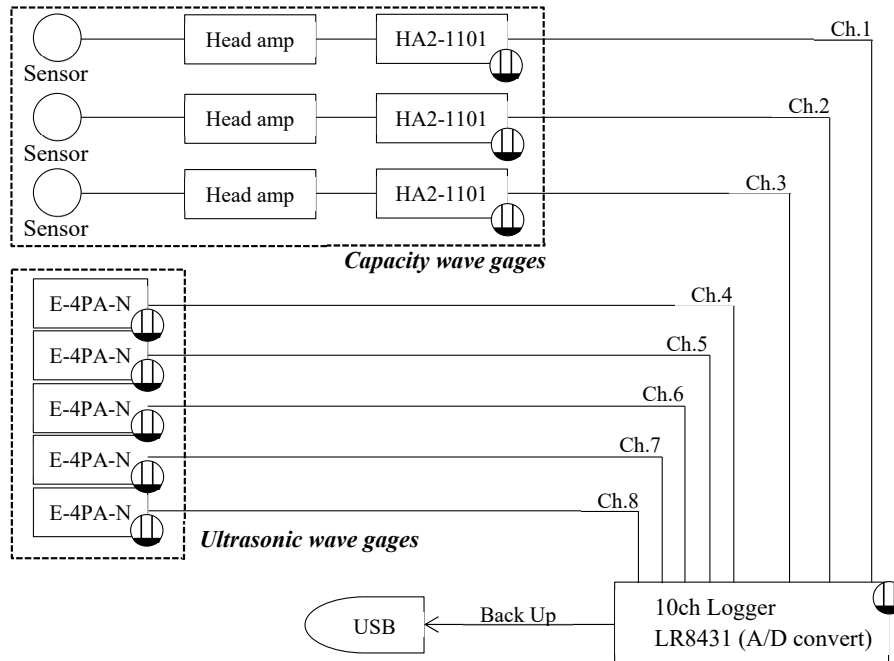 Head amp HA2-1101 Ch.1
Sensor
Head amp HA2-1101 Ch.2
Sensor
Head amp HA2-1101 Ch.3
Sensor
Capacity wave gages
E-4PA-N Ch.4
E-4PA-N Ch.5
E-4PA-N Ch.6
E-4PA-N Ch.7
E-4PA-N Ch.8
Ultrasonic wave gages
USB Back Up 10ch Logger
LR8431 (A/D convert)